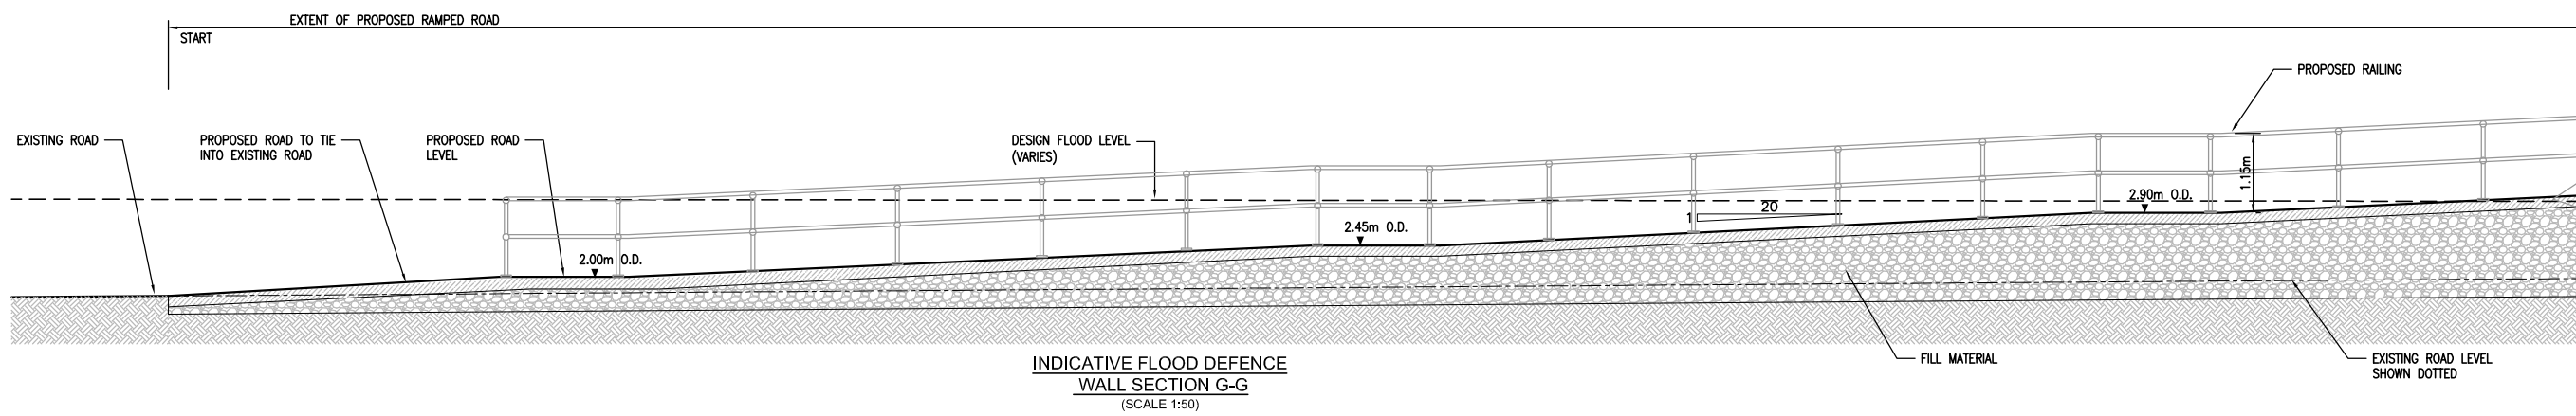 EXTENT OF PROPOSED RAMPED ROAD
START
PROPOSED RAILING
EXISTING ROAD
PROPOSED ROAD TO TIE
INTO EXISTING ROAD
PROPOSED ROAD
LEVEL
DESIGN FLOOD LEVEL
(VARIES)
1.15m
2.00m O.D.
2.45m O.D.
1
20
2.90m O.D.
FILL MATERIAL
EXISTING ROAD LEVEL
SHOWN DOTTED
INDICATIVE FLOOD DEFENCE
WALL SECTION G-G
(SCALE 1:50)